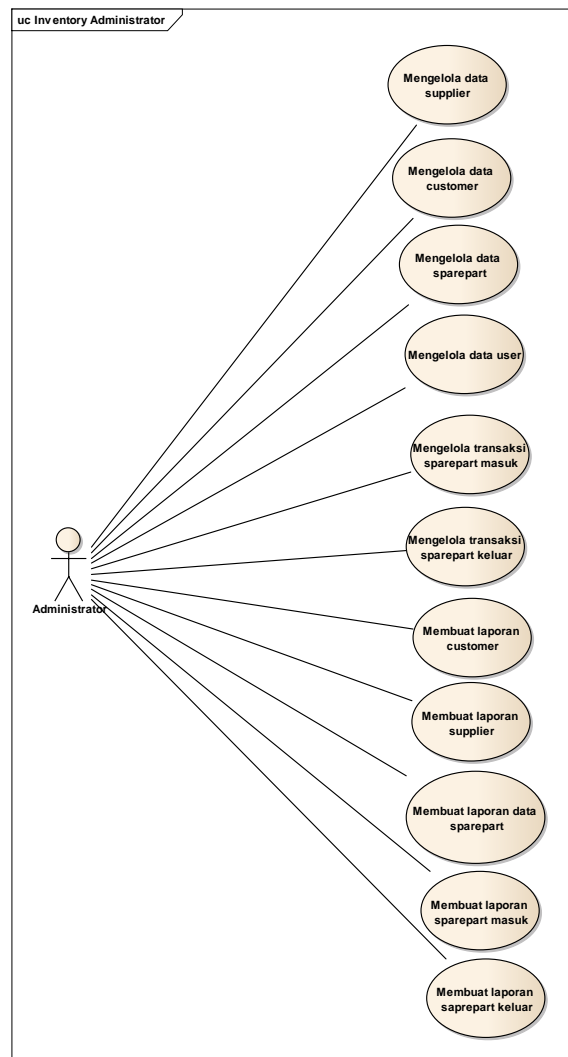 uc Inventory Administrator
Mengelola data
supplier
Mengelola data
customer
Mengelola data
sparepart
Mengelola data user
Mengelola transaksi
sparepart masuk
Mengelola transaksi
sparepart keluar
Administrator
Membuat laporan
customer
Membuat laporan
supplier
Membuat laporan data
sparepart
Membuat laporan
sparepart masuk
Membuat laporan
saprepart keluar